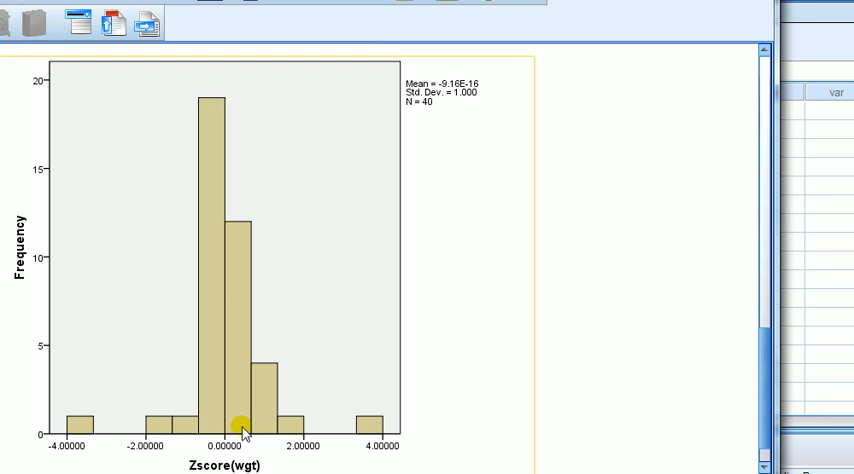 Mean = -9.16E-16
Std. Dev. = 1.000
N = 40
var
Frequency
20
15
10
5
0
-4.00000 -2.00000 0.00000 2.00000 4.00000
Zscore(wgt)